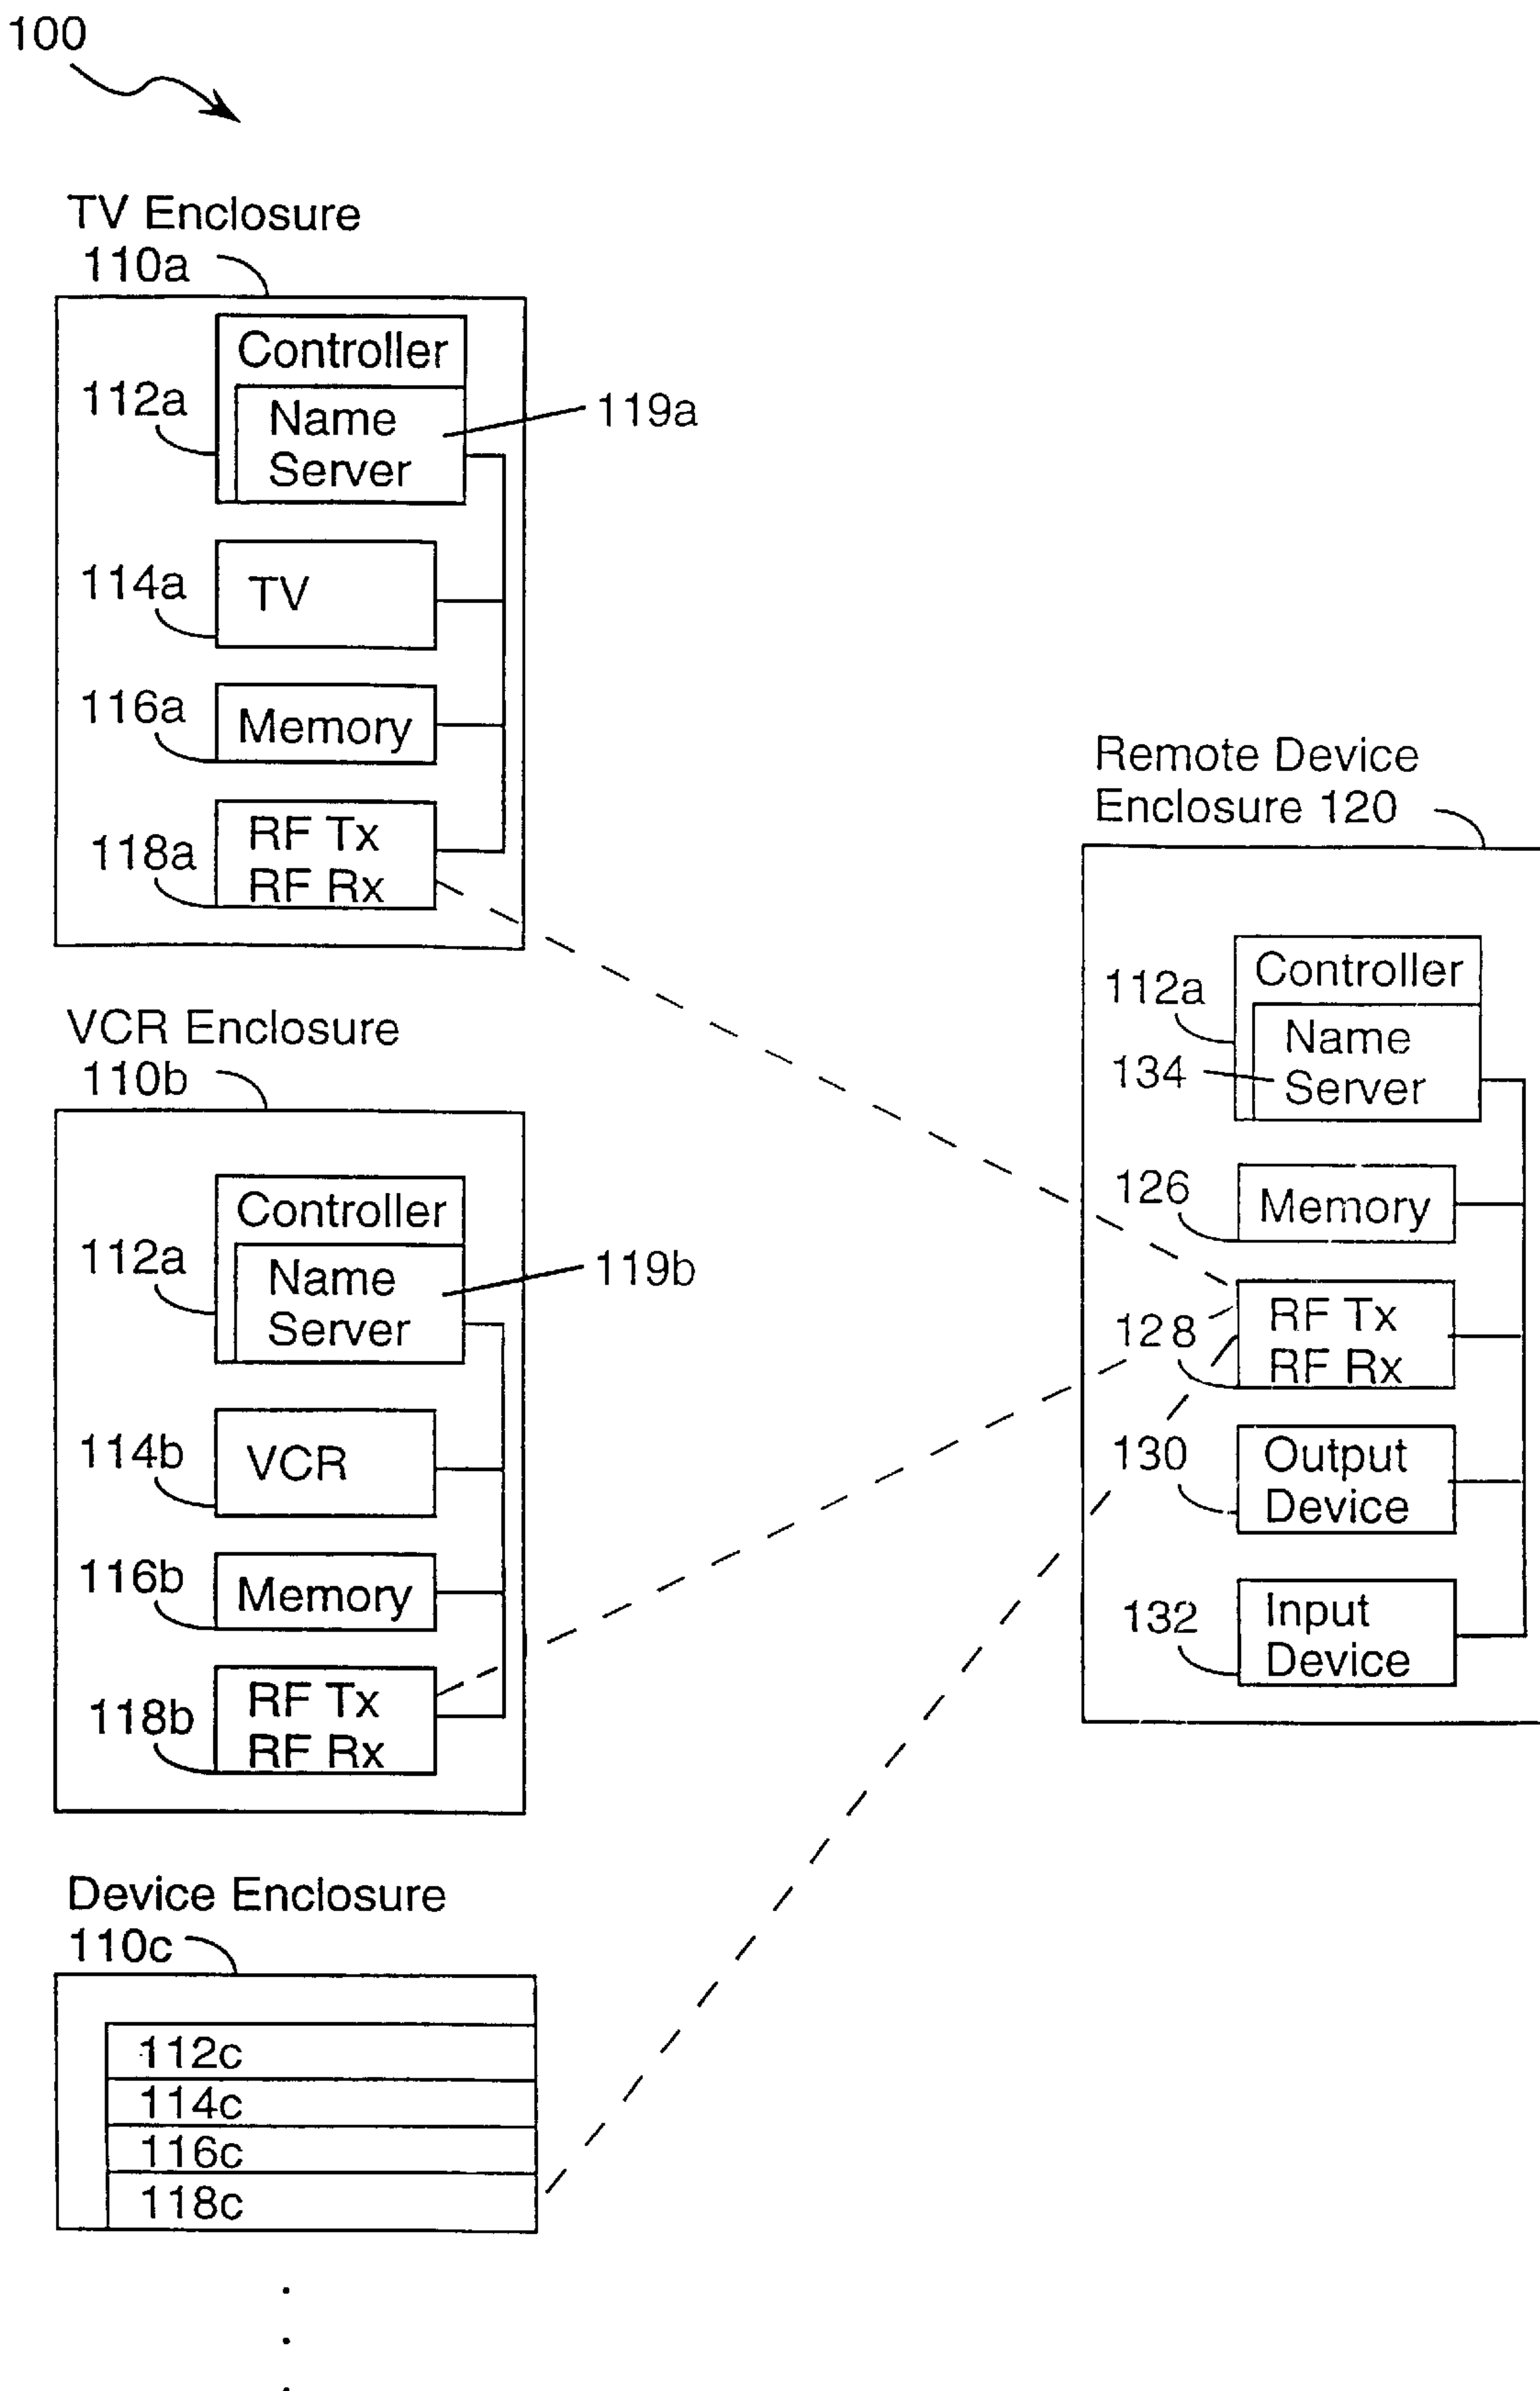 100
TV Enclosure
110a
Controller
112a
Name
Server
119a
114a
TV
116a
Memory
118a
RF Tx
RF Rx
VCR Enclosure
110b
Controller
112a
Name
Server
119b
114b
VCR
116b
Memory
118b
RF Tx
RF Rx
Device Enclosure
110c
112c
114c
116c
118c
Remote Device
Enclosure 120
Controller
112a
Name
Server
134
126
Memory
128
RF Tx
RF Rx
130
Output
Device
132
Input
Device